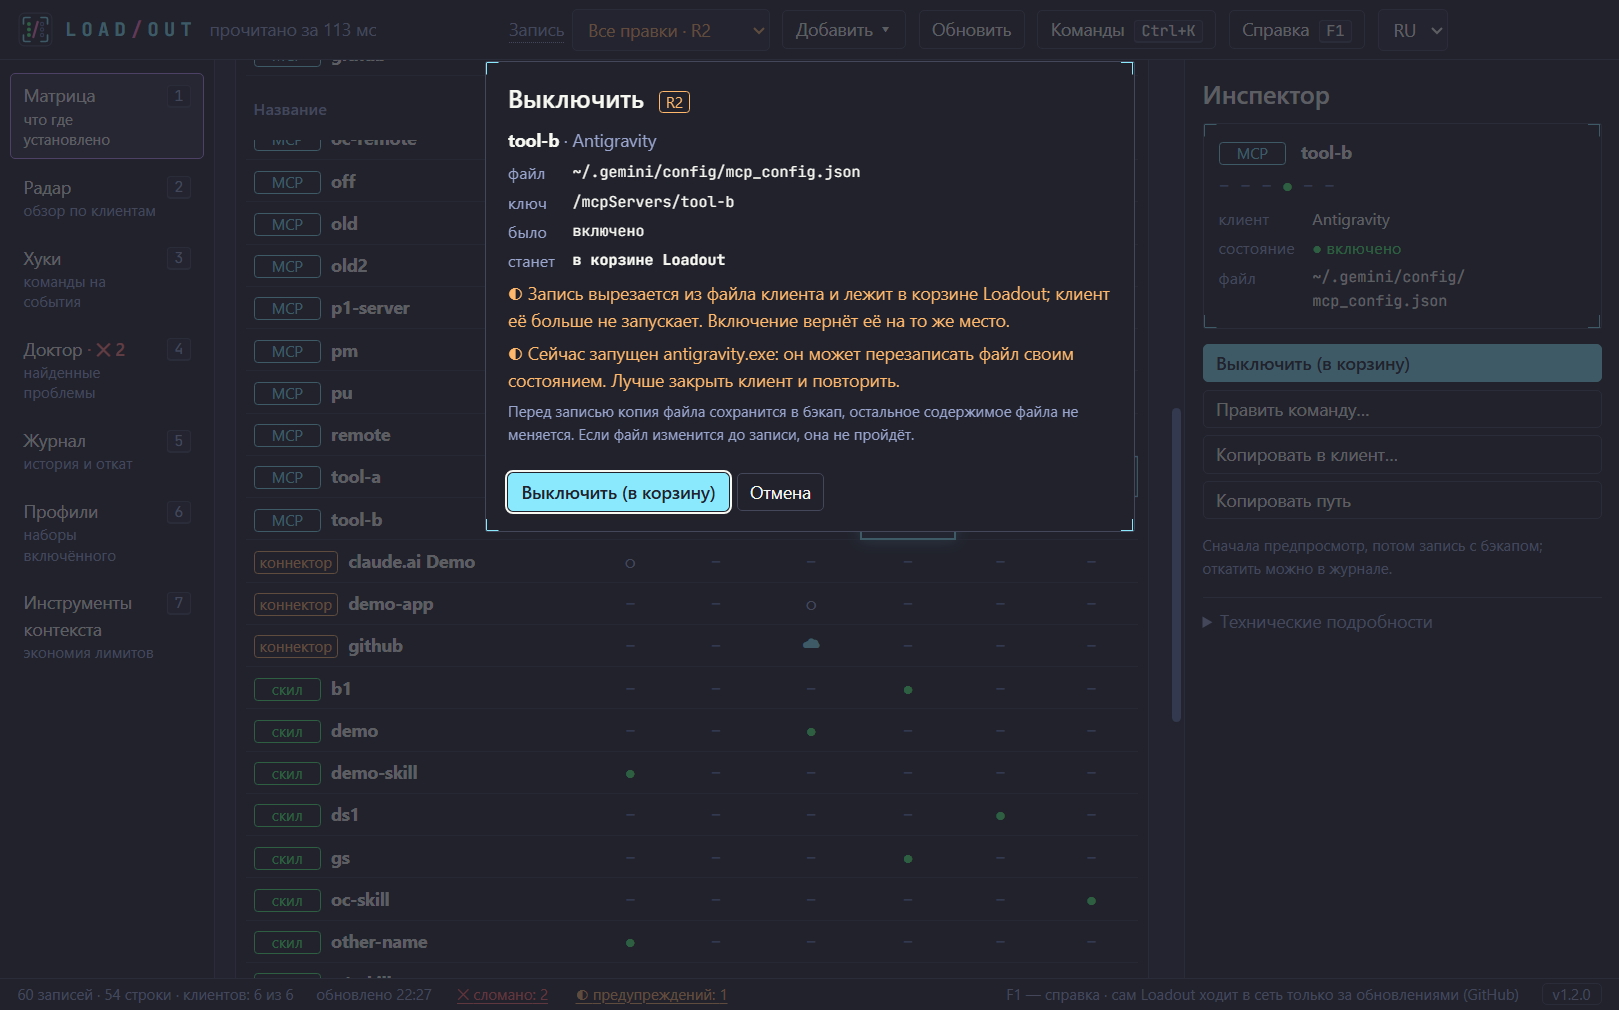 LOAD/OUT прочитано за 113 мс Запись Все правки · R2 Добавить ▼ Обновить Команды Ctrl+K Справка F1 RU
Матрица 1
что где
установлено
Радар 2
обзор по клиентам
Хуки 3
команды на
события
Доктор · ✕ 2 4
найденные
проблемы
Журнал 5
история и откат
Профили 6
наборы
включённого
Инструменты 7
контекста
экономия лимитов
Название
MCP oc-remote
MCP off
MCP old
MCP old2
MCP p1-server
MCP pm
MCP pu
MCP remote
MCP tool-a
MCP tool-b
коннектор claude.ai Demo
коннектор demo-app
коннектор github
скил b1
скил demo
скил demo-skill
скил ds1
скил gs
скил oc-skill
скил other-name
Выключить R2
tool-b · Antigravity
файл ~/.gemini/config/mcp_config.json
ключ /mcpServers/tool-b
было включено
станет в корзине Loadout
◐ Запись вырезается из файла клиента и лежит в корзине Loadout; клиент
её больше не запускает. Включение вернёт её на то же место.
◐ Сейчас запущен antigravity.exe: он может перезаписать файл своим
состоянием. Лучше закрыть клиент и повторить.
Перед записью копия файла сохранится в бэкап, остальное содержимое файла не
меняется. Если файл изменится до записи, она не пройдёт.
Выключить (в корзину) Отмена
Инспектор
MCP tool-b
клиент Antigravity
состояние ● включено
файл ~/.gemini/config/
mcp_config.json
Выключить (в корзину)
Править команду...
Копировать в клиент...
Копировать путь
Сначала предпросмотр, потом запись с бэкапом;
откатить можно в журнале.
▶ Технические подробности
60 записей · 54 строки · клиентов: 6 из 6 обновлено 22:27 ✕ сломано: 2 ◐ предупреждений: 1 F1 — справка · сам Loadout ходит в сеть только за обновлениями (GitHub) v1.2.0